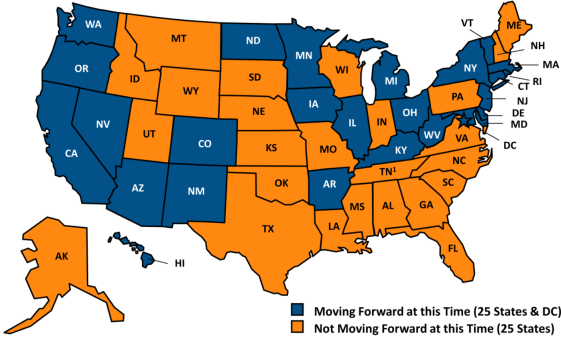 VT
ME
WA
MT
ND
MN
NH
OR
ID
SD
WI
MI
NY
MA
RI
CT
WY
NE
IA
PA
NJ
NV
UT
CO
IL
IN
OH
WV
DE
MD
CA
KS
MO
KY
VA
DC
AZ
NM
OK
AR
TN¹
NC
SC
MS
AL
GA
TX
LA
FL
AK
HI
Moving Forward at this Time (25 States & DC)
Not Moving Forward at this Time (25 States)